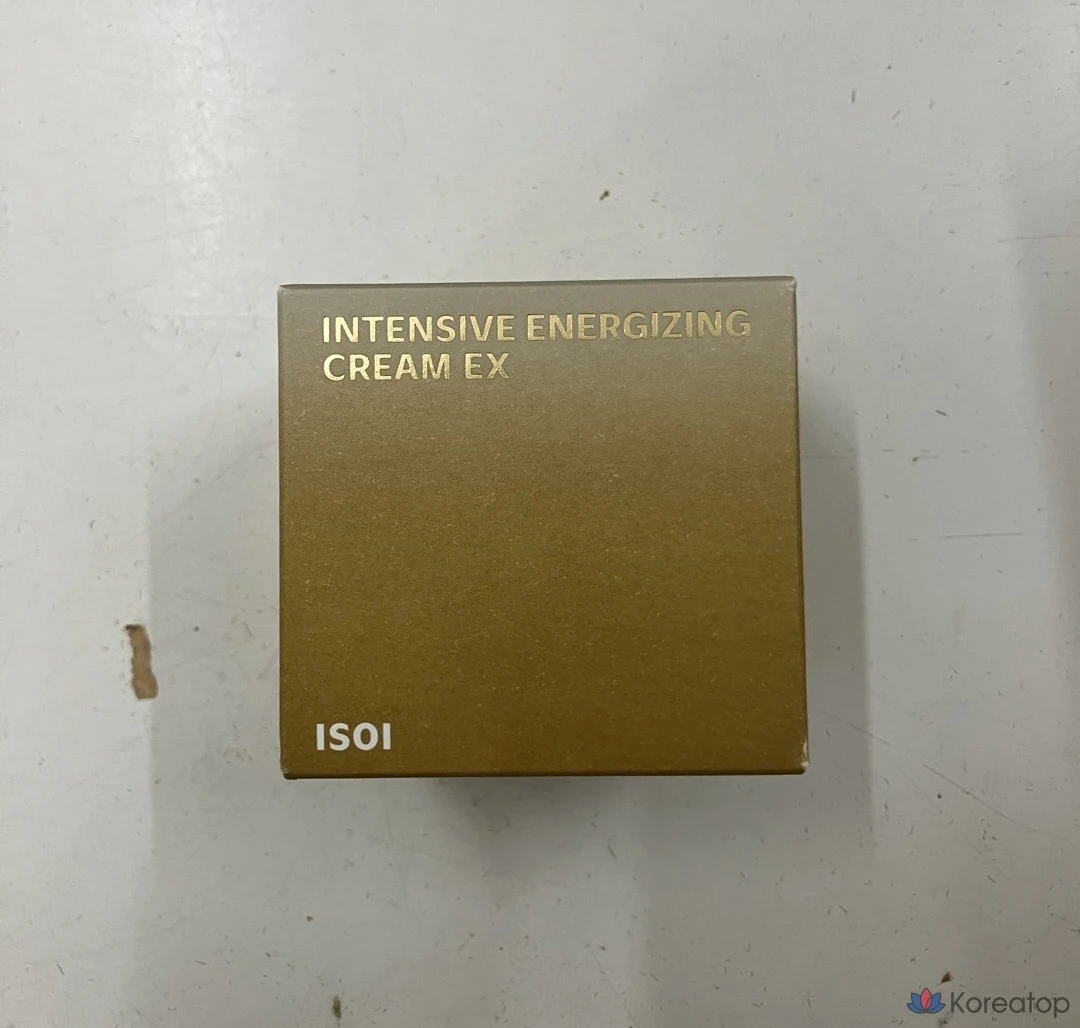 INTENSIVE ENERGIZING
CREAM EX
ISOI
Koreatop